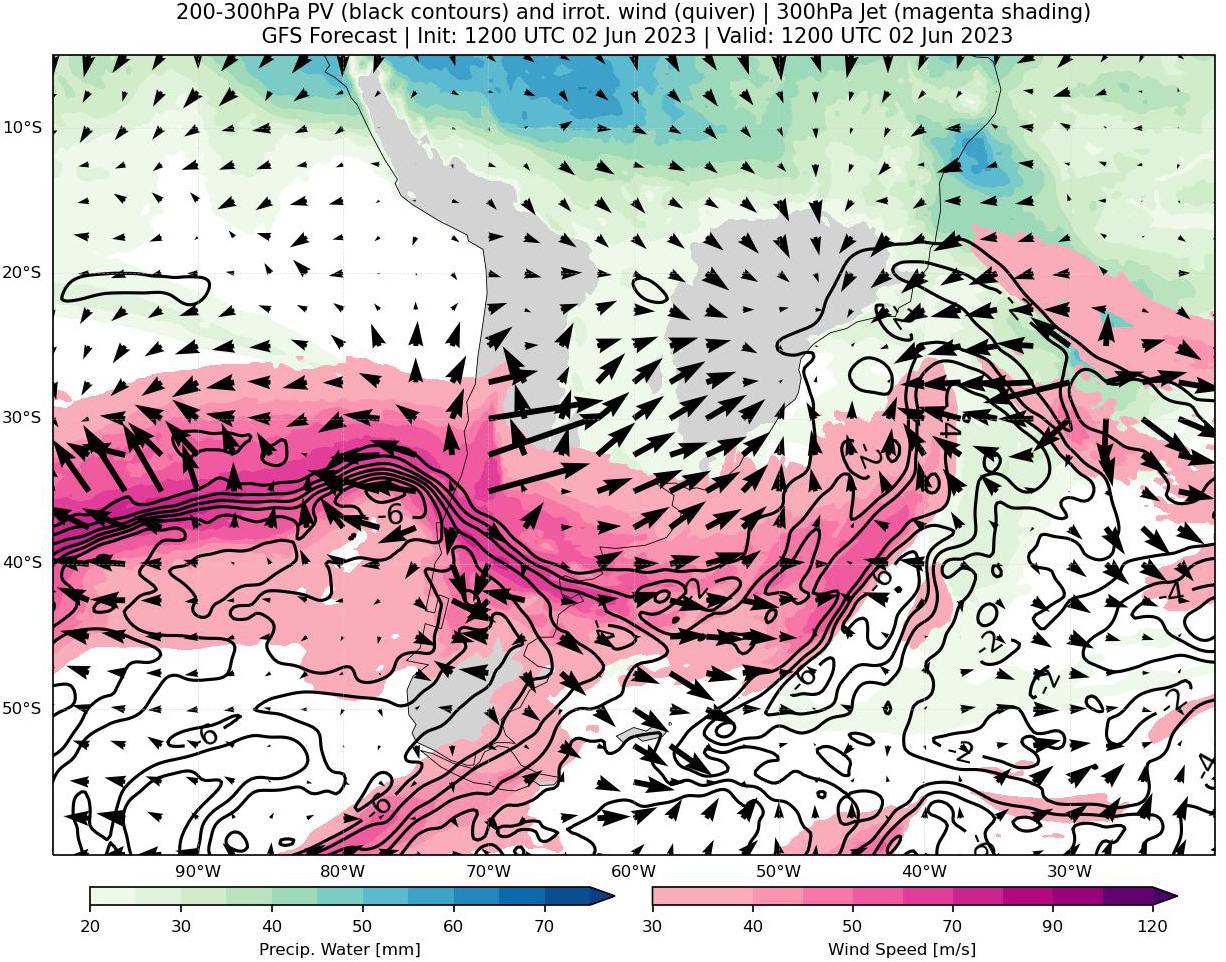 200-300hPa PV (black contours) and irrot. wind (quiver) | 300hPa Jet (magenta shading)
GFS Forecast | Init: 1200 UTC 02 Jun 2023 | Valid: 1200 UTC 02 Jun 2023
10°S
20°S
30°S
40°S
50°S
-2
-4
-2
-6
-2
-4
6
-4
-2
-6
-2
-2
6
-2
-4
-6
90°W
80°W
70°W
60°W
50°W
40°W
30°W
20
30
40
50
60
70
30
40
50
70
90
120
Precip. Water [mm]
Wind Speed [m/s]